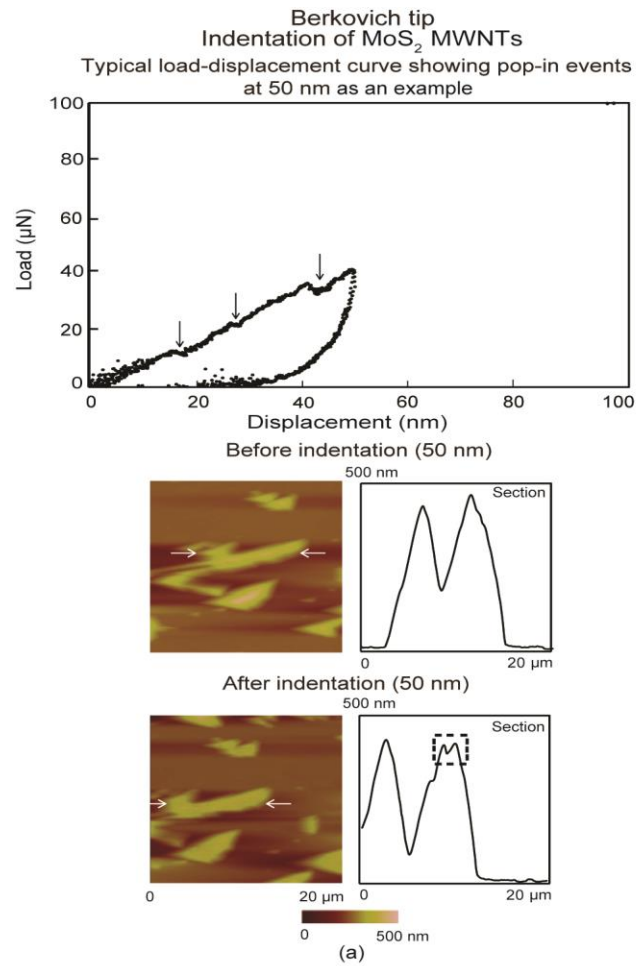 Berkovich tip
Indentation of MoS₂ MWNTs
Typical load-displacement curve showing pop-in events
at 50 nm as an example
100
80
60
40
20
0
Load (µN)
0 20 40 60 80 100
Displacement (nm)
Before indentation (50 nm)
500 nm
Section
0 20 µm
After indentation (50 nm)
500 nm
Section
0 20 µm
0 20 µm
0 500 nm
(a)